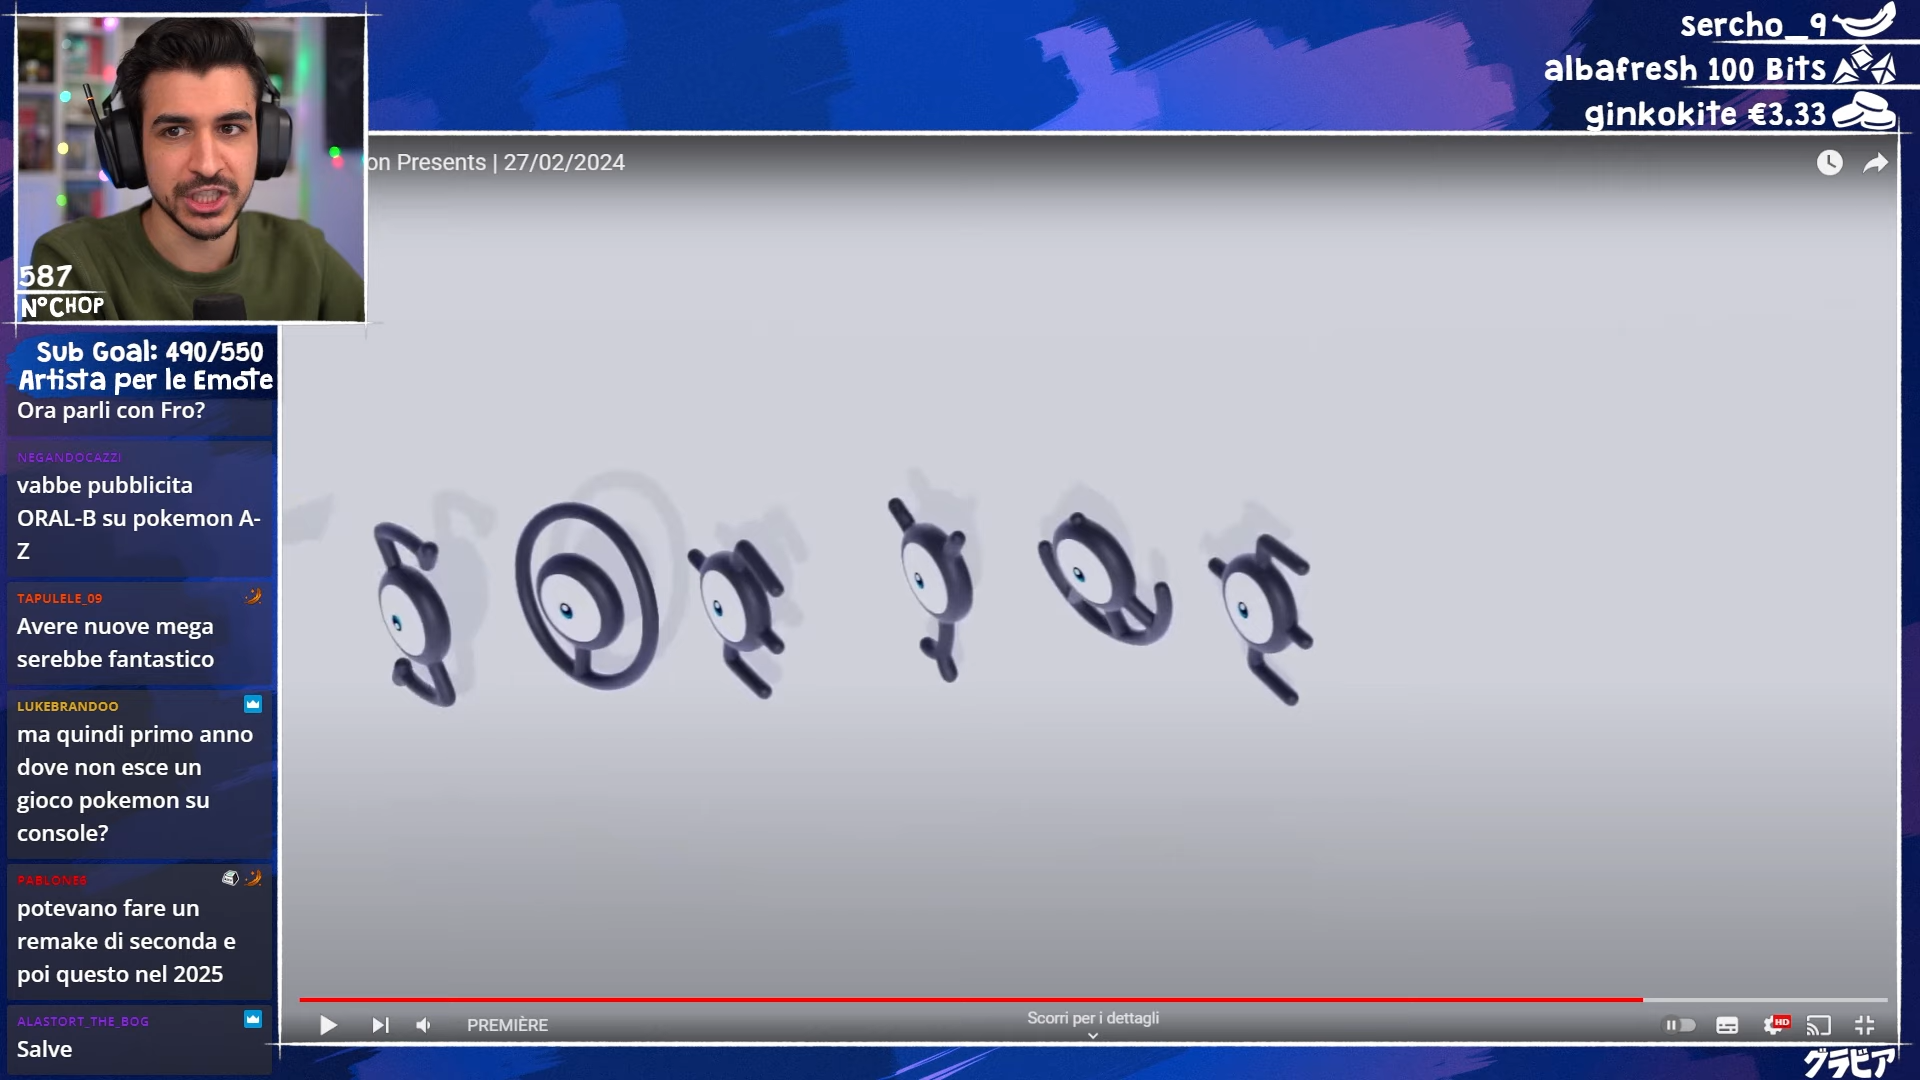 sercho_9
albafresh 100 Bits
ginkokite €3.33
on Presents | 27/02/2024
587
N°CHOP
Sub Goal: 490/550
Artista per le Emote
Ora parli con Fro?
NEGANDOCAZZI
vabbe pubblicita
ORAL-B su pokemon A-
Z
TAPULELE_09
Avere nuove mega
serebbe fantastico
LUKEBRANDOO
ma quindi primo anno
dove non esce un
gioco pokemon su
console?
PABLONE6
potevano fare un
remake di seconda e
poi questo nel 2025
ALASTORT_THE_BOG
Salve
PREMIÈRE
Scorri per i dettagli
HD
グラビア